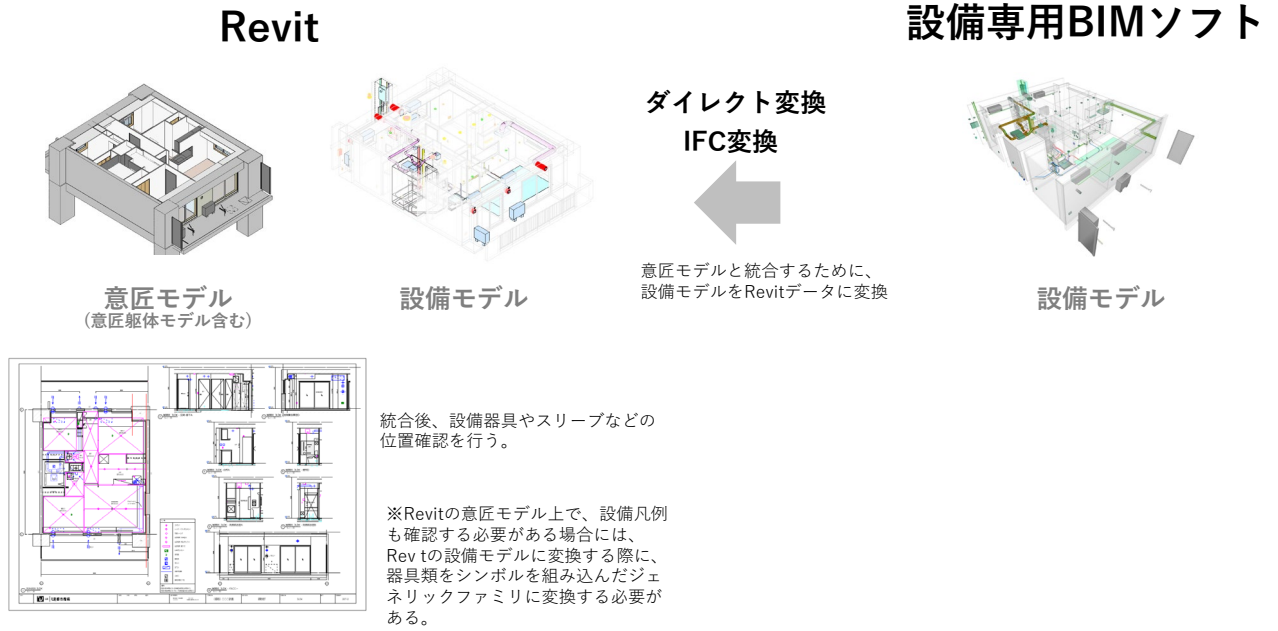 Revit
設備専用BIMソフト
ダイレクト変換
IFC変換
意匠モデルと統合するために、
設備モデルをRevitデータに変換
意匠モデル
(意匠躯体モデル含む)
設備モデル
設備モデル
統合後、設備器具やスリーブなどの
位置確認を行う。
※Revitの意匠モデル上で、設備凡例
も確認する必要がある場合には、
Rev tの設備モデルに変換する際に、
器具類をシンボルを組み込んだジェ
ネリックファミリに変換する必要が
ある。